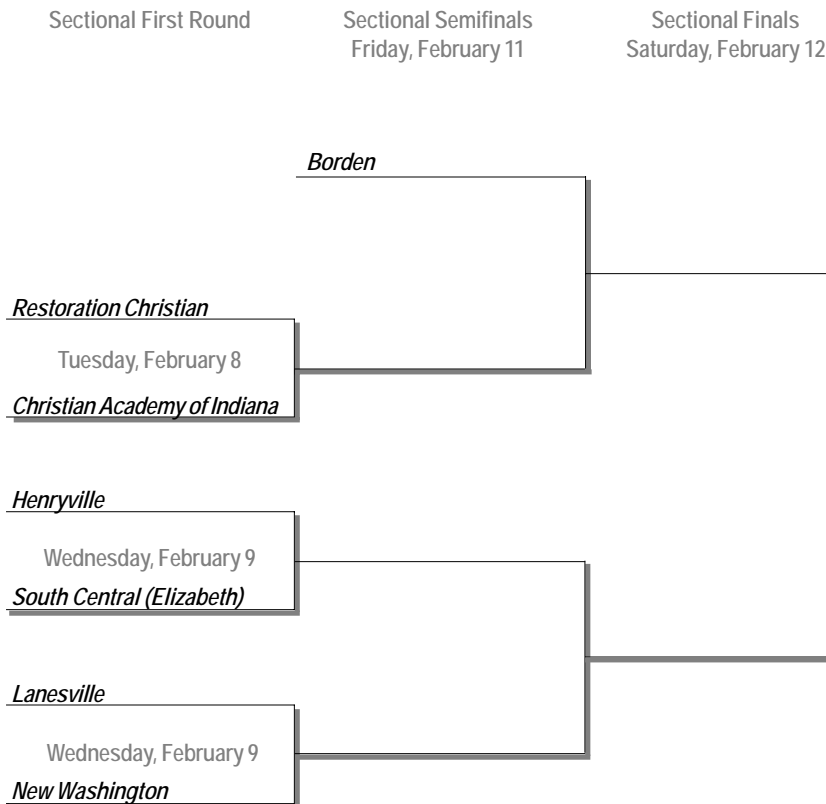 Sectional First Round
Sectional Semifinals
Friday, February 11
Sectional Finals
Saturday, February 12
Borden
Restoration Christian
Tuesday, February 8
Christian Academy of Indiana
Henryville
Wednesday, February 9
South Central (Elizabeth)
Lanesville
Wednesday, February 9
New Washington